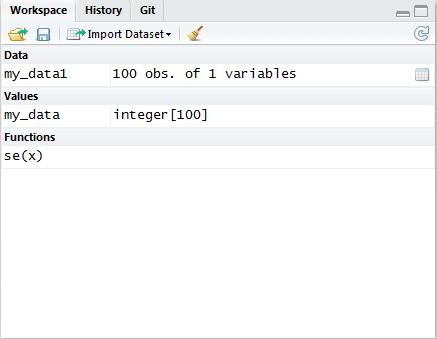 Workspace History Git
Import Dataset
Data
my_data1 100 obs. of 1 variables
Values
my_data integer[100]
Functions
se(x)